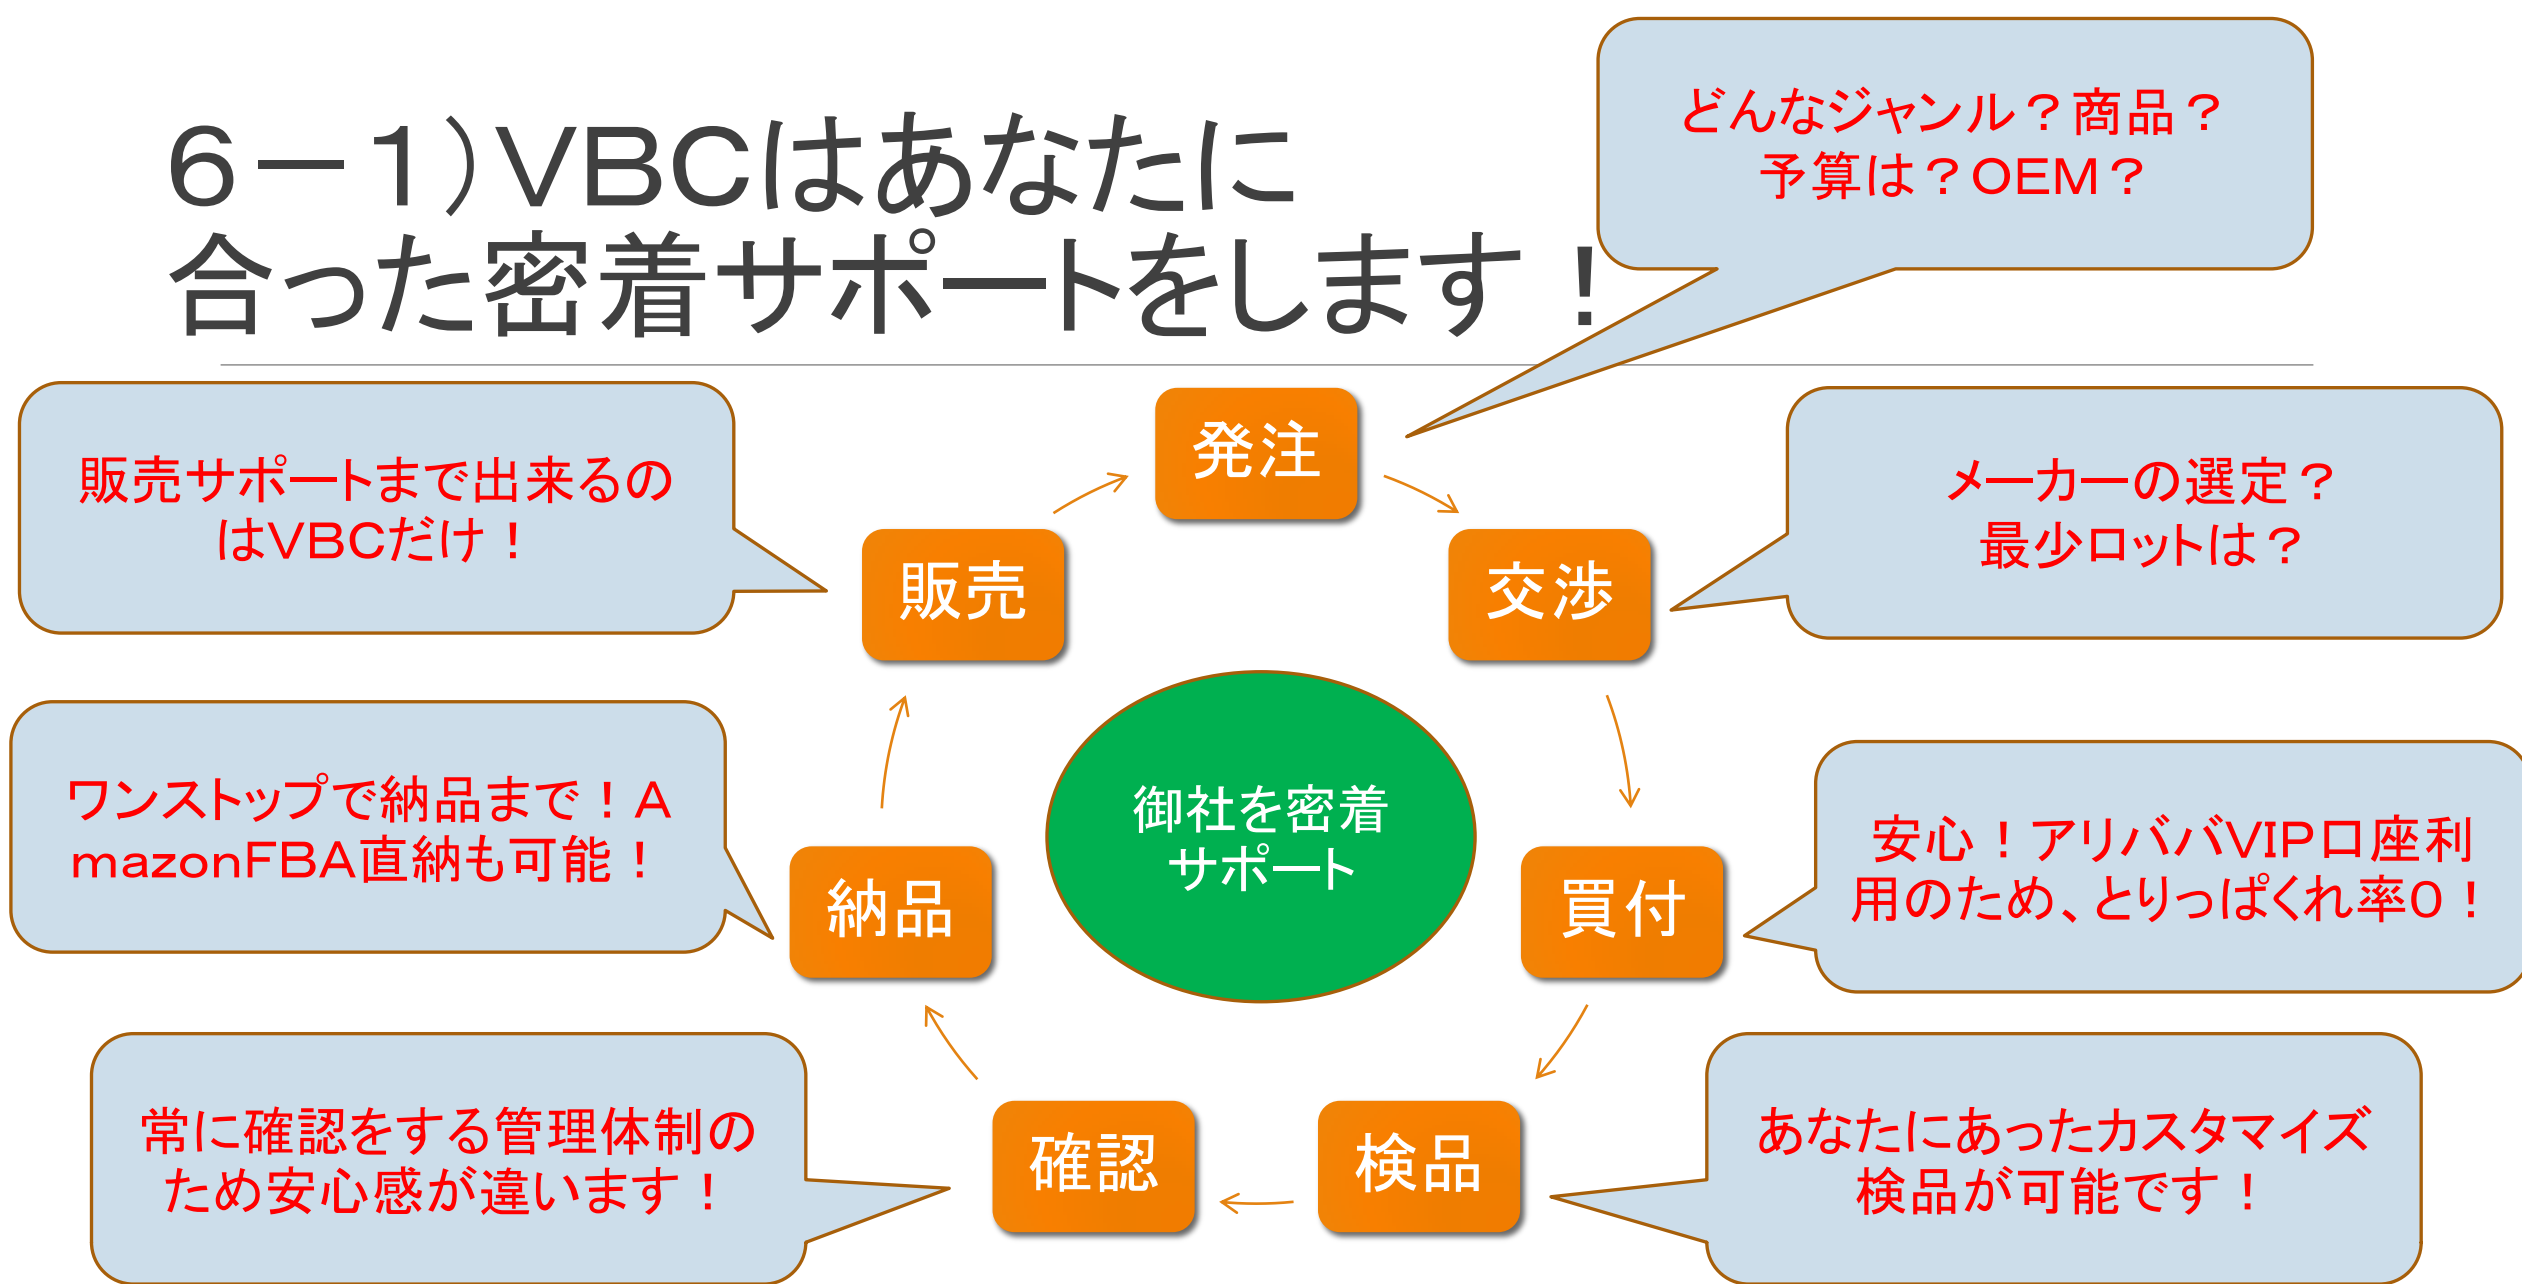 ６－１）VBCはあなたに
合った密着サポートをします！
どんなジャンル？商品？
予算は？OEM？
発注
メーカーの選定？
最少ロットは？
交渉
安心！アリババVIP口座利
用のため、とりっぱくれ率0！
買付
あなたにあったカスタマイズ
検品が可能です！
検品
常に確認をする管理体制の
ため安心感が違います！
確認
ワンストップで納品まで！A
mazonFBA直納も可能！
納品
販売サポートまで出来るの
はVBCだけ！
販売
御社を密着
サポート